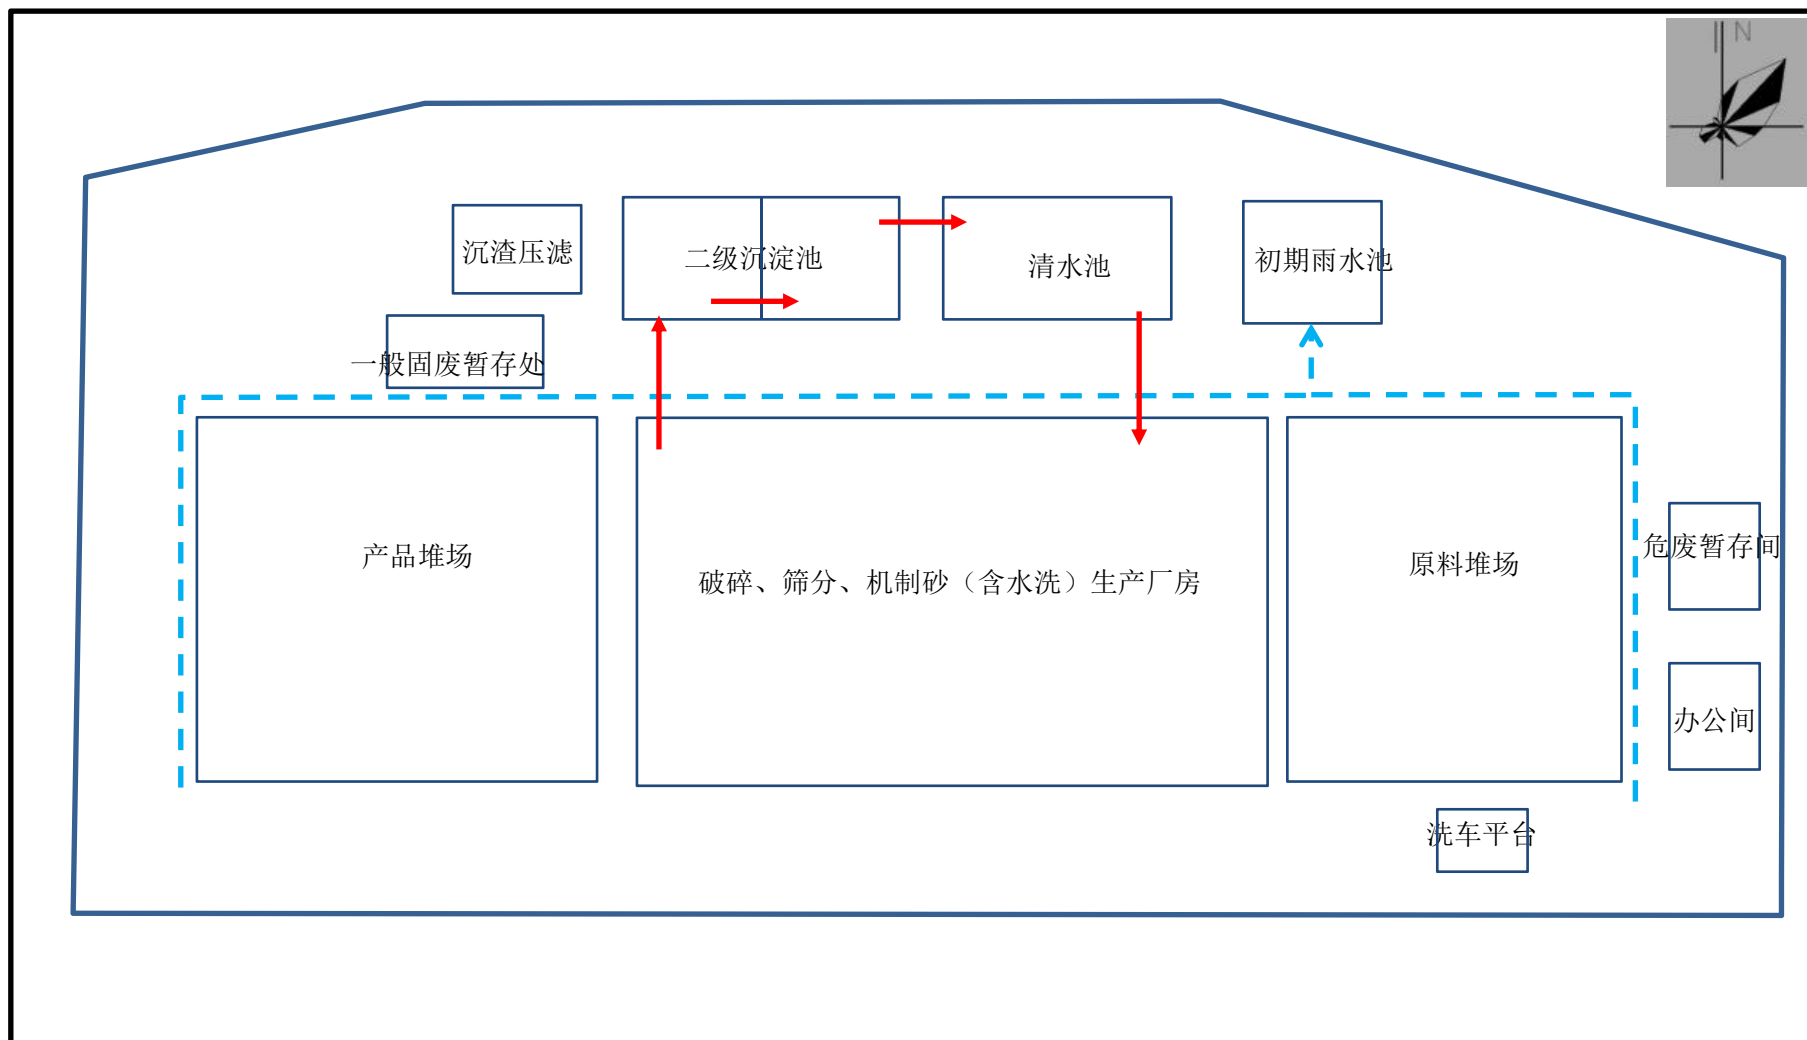 N
沉渣压滤
二级沉淀池
清水池
初期雨水池
一般固废暂存处
产品堆场
破碎、筛分、机制砂（含水洗）生产厂房
原料堆场
危废暂存间
办公间
洗车平台